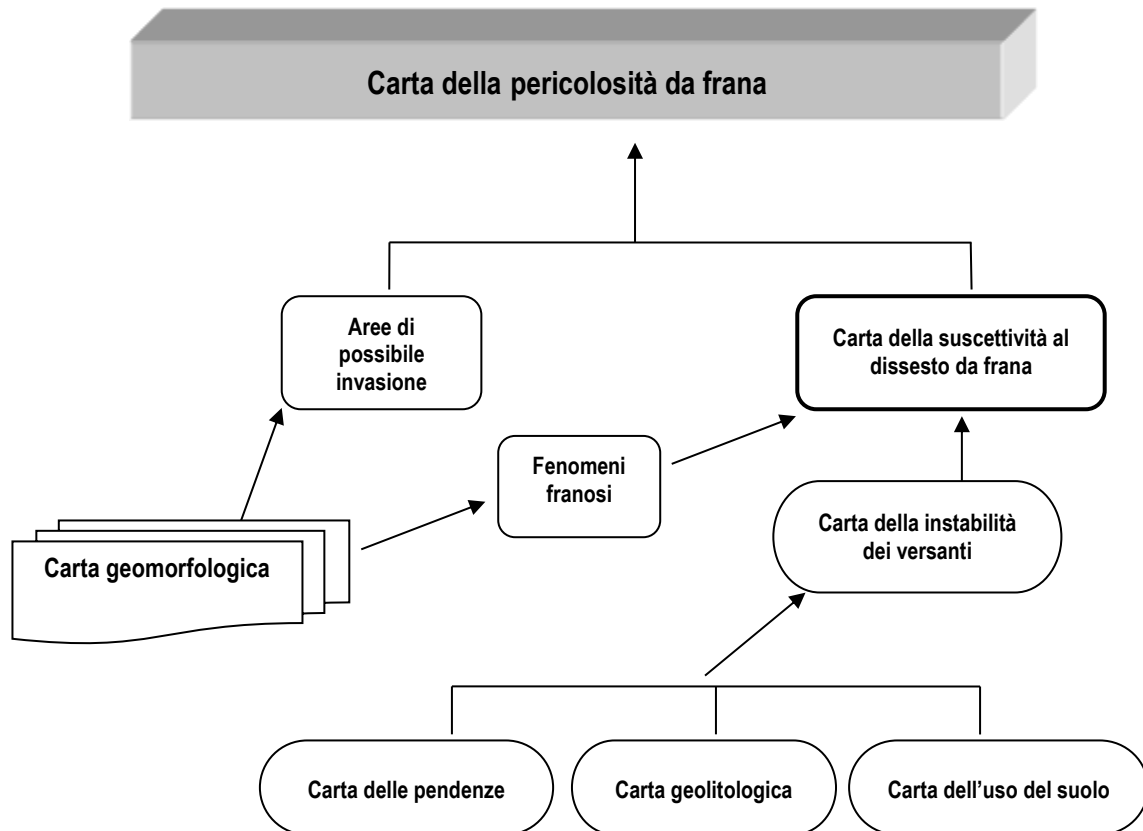 Carta della pericolosità da frana
Aree di
possibile
invasione
Carta della suscettività al
dissesto da frana
Fenomeni
franosi
Carta della instabilità
dei versanti
Carta geomorfologica
Carta delle pendenze
Carta geolitologica
Carta dell’uso del suolo